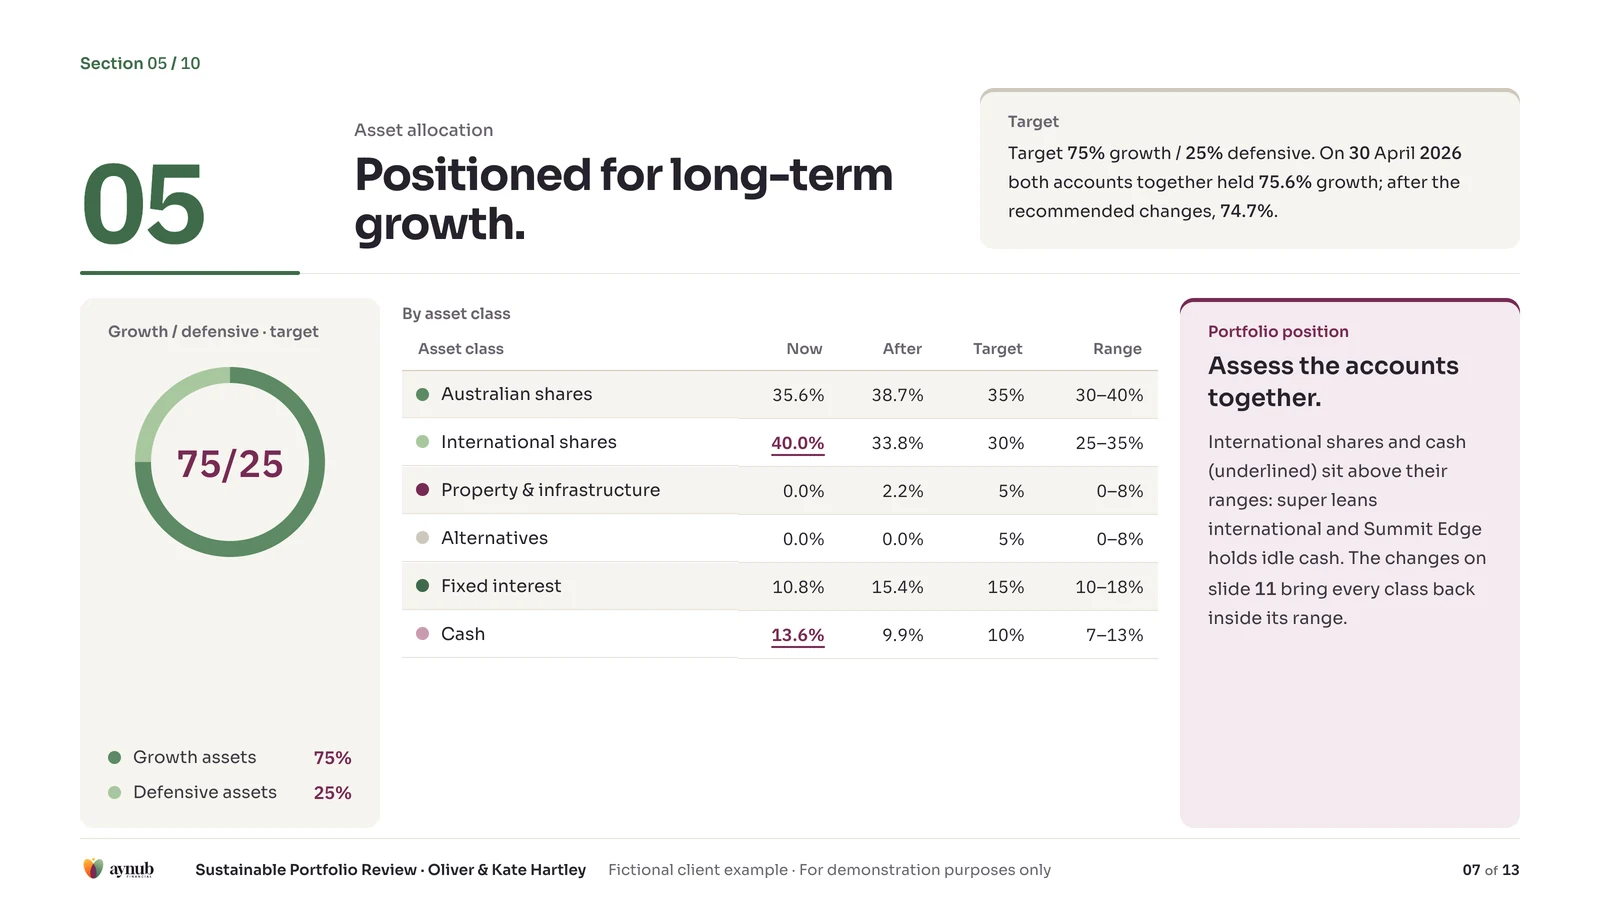 Section 05 / 10
05
Asset allocation
Positioned for long-term
growth.
Target
Target 75% growth / 25% defensive. On 30 April 2026
both accounts together held 75.6% growth; after the
recommended changes, 74.7%.
Growth / defensive · target
75/25
Growth assets 75%
Defensive assets 25%
By asset class
Asset class Now After Target Range
Australian shares 35.6% 38.7% 35% 30–40%
International shares 40.0% 33.8% 30% 25–35%
Property & infrastructure 0.0% 2.2% 5% 0–8%
Alternatives 0.0% 0.0% 5% 0–8%
Fixed interest 10.8% 15.4% 15% 10–18%
Cash 13.6% 9.9% 10% 7–13%
Portfolio position
Assess the accounts
together.
International shares and cash
(underlined) sit above their
ranges: super leans
international and Summit Edge
holds idle cash. The changes on
slide 11 bring every class back
inside its range.
aynub
FINANCIAL
Sustainable Portfolio Review · Oliver & Kate Hartley Fictional client example · For demonstration purposes only
07 of 13